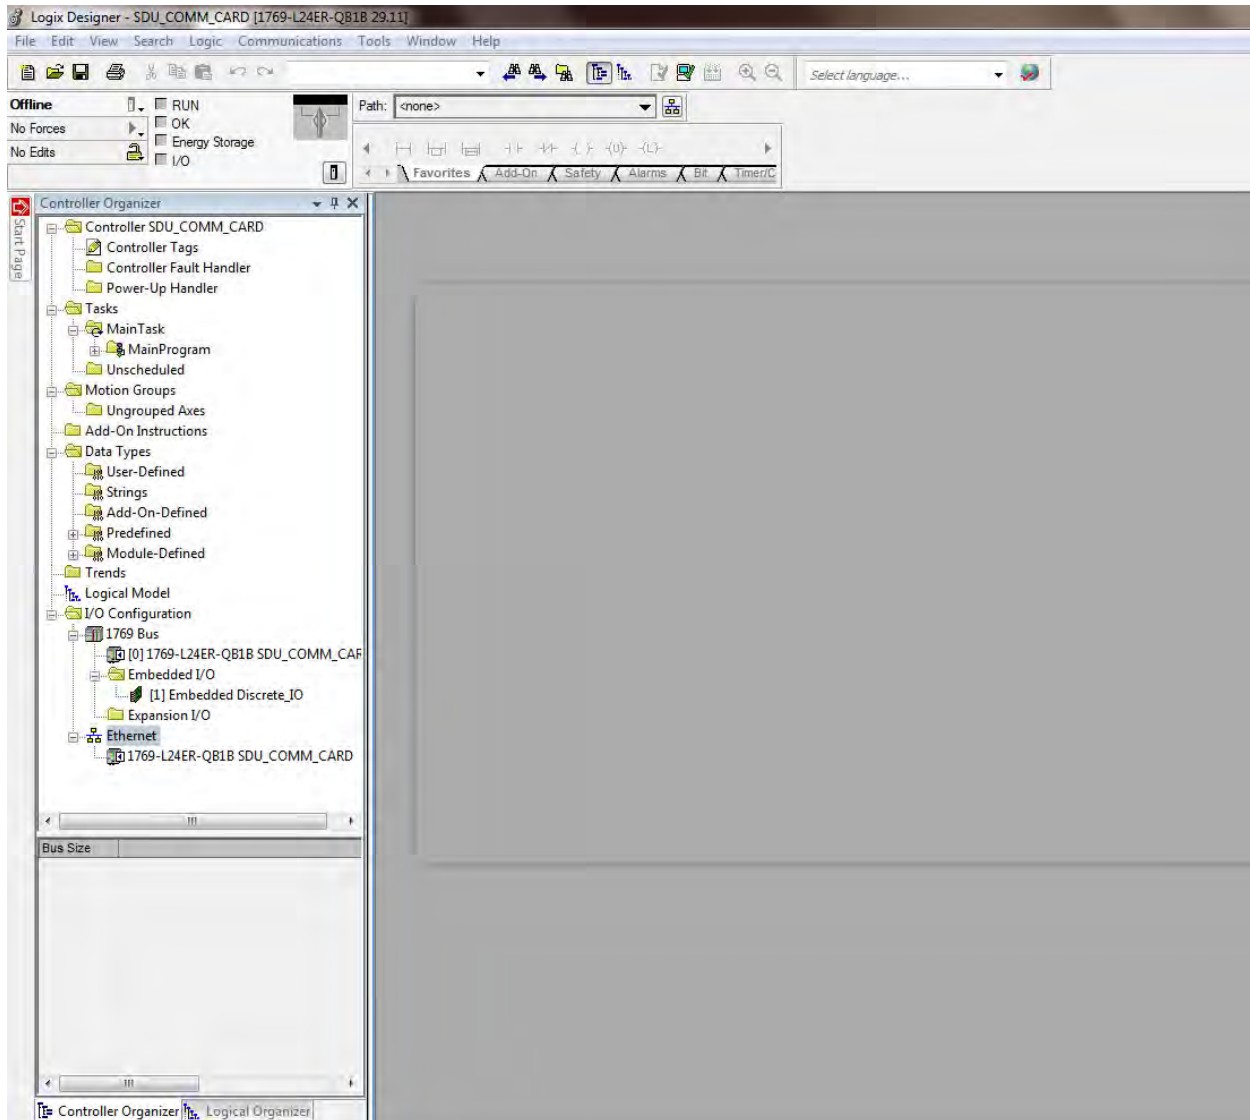 Logix Designer - SDU_COMM_CARD [1769-L24ER-QB1B 29.11]
File Edit View Search Logic Communications Tools Window Help
Select language...
Offline
RUN
No Forces
OK
Energy Storage
No Edits
I/O
Path: <none>
Favorites Add-On Safety Alarms Bit Timer/C
Start Page
Controller Organizer
Controller SDU_COMM_CARD
Controller Tags
Controller Fault Handler
Power-Up Handler
Tasks
MainTask
MainProgram
Unscheduled
Motion Groups
Ungrouped Axes
Add-On Instructions
Data Types
User-Defined
Strings
Add-On-Defined
Predefined
Module-Defined
Trends
Logical Model
I/O Configuration
1769 Bus
[0] 1769-L24ER-QB1B SDU_COMM_CAR
Embedded I/O
[1] Embedded Discrete_IO
Expansion I/O
Ethernet
1769-L24ER-QB1B SDU_COMM_CARD
Bus Size
Controller Organizer Logical Organizer